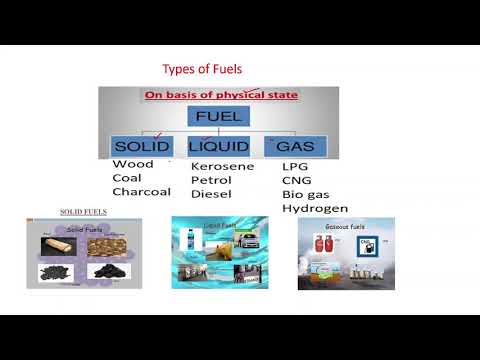 Types of Fuels
On basis of physical state
FUEL
SOLID LIQUID GAS
Wood Kerosene LPG
Coal Petrol CNG
Charcoal Diesel Bio gas
Hydrogen
SOLID FUELS
Solid Fuels
Liquid Fuels
Gaseous fuels
CNG